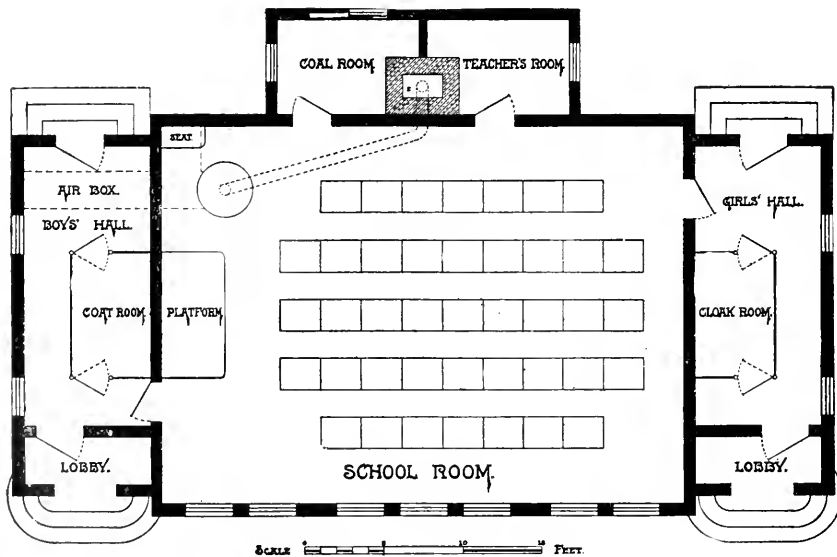 COAL ROOM. TEACHER'S ROOM.
SEAT.
AIR BOX.
BOYS' HALL. GIRLS' HALL.
COAT ROOM. PLATFORM. CLOAK ROOM.
LOBBY. SCHOOL ROOM. LOBBY.
SCALE FEET.